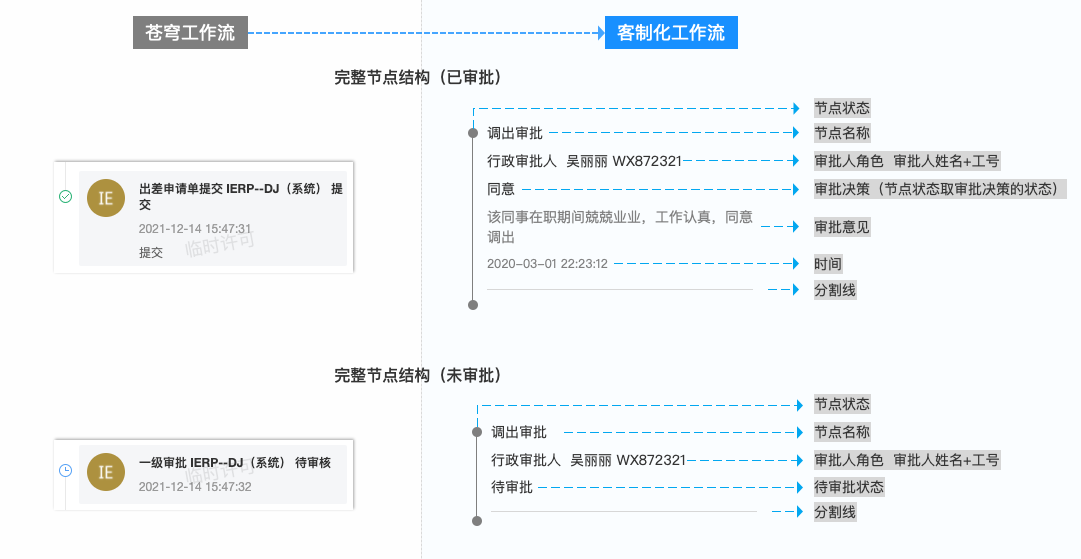 苍穹工作流
客制化工作流
完整节点结构（已审批）
节点状态
调出审批
节点名称
行政审批人 吴丽丽 WX872321
审批人角色 审批人姓名+工号
同意
审批决策（节点状态取审批决策的状态）
该同事在职期间兢兢业业，工作认真，同意
调出
审批意见
2020-03-01 22:23:12
时间
分割线
IE
出差申请单提交 IERP--DJ（系统） 提
交
2021-12-14 15:47:31
提交
临时许可
完整节点结构（未审批）
节点状态
调出审批
节点名称
行政审批人 吴丽丽 WX872321
审批人角色 审批人姓名+工号
待审批
待审批状态
分割线
IE
一级审批 IERP--DJ（系统） 待审核
2021-12-14 15:47:32
临时许可